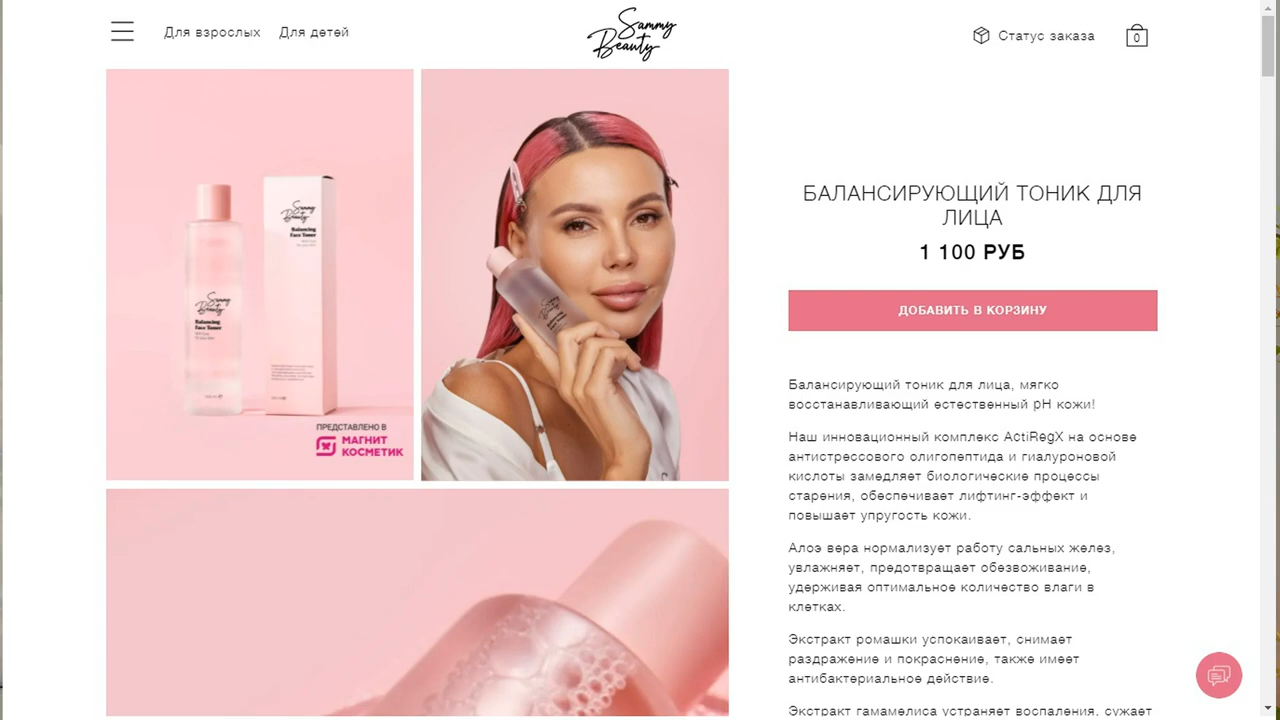 Для взрослых
Для детей
Sammy
Beauty
Статус заказа
0
Sammy
Beauty
Balancing
Face Toner
Sammy
Beauty
Balancing
Face Toner
ПРЕДСТАВЛЕНО В
МАГНИТ
КОСМЕТИК
Sammy
Beauty
БАЛАНСИРУЮЩИЙ ТОНИК ДЛЯ
ЛИЦА
1 100 РУБ
ДОБАВИТЬ В КОРЗИНУ
Балансирующий тоник для лица, мягко
восстанавливающий естественный pH кожи!
Наш инновационный комплекс ActiRegX на основе
антистрессового олигопептида и гиалуроновой
кислоты замедляет биологические процессы
старения, обеспечивает лифтинг-эффект и
повышает упругость кожи.
Алоэ вера нормализует работу сальных желез,
увлажняет, предотвращает обезвоживание,
удерживая оптимальное количество влаги в
клетках.
Экстракт ромашки успокаивает, снимает
раздражение и покраснение, также имеет
антибактериальное действие.
Экстракт гамамелиса устраняет воспаления, сужает